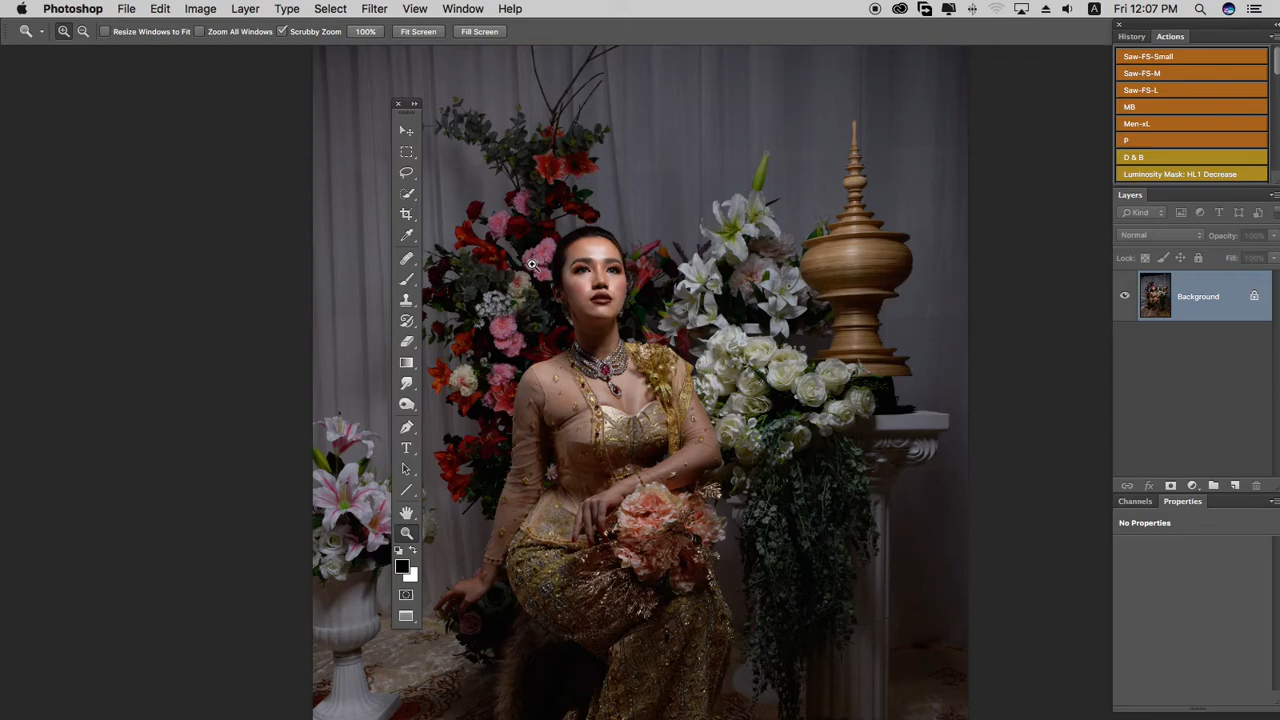 Photoshop File Edit Image Layer Type Select Filter View Window Help A Fri 12:07 PM
Resize Windows to Fit Zoom All Windows Scrubby Zoom 100% Fit Screen Fill Screen
History Actions
Saw-FS-Small
Saw-FS-M
Saw-FS-L
MB
Men-xL
P
D & B
Luminosity Mask: HL1 Decrease
Layers
Kind T
Normal Opacity: 100%
Lock: Fill: 100%
Background
fx
Channels Properties
No Properties
T